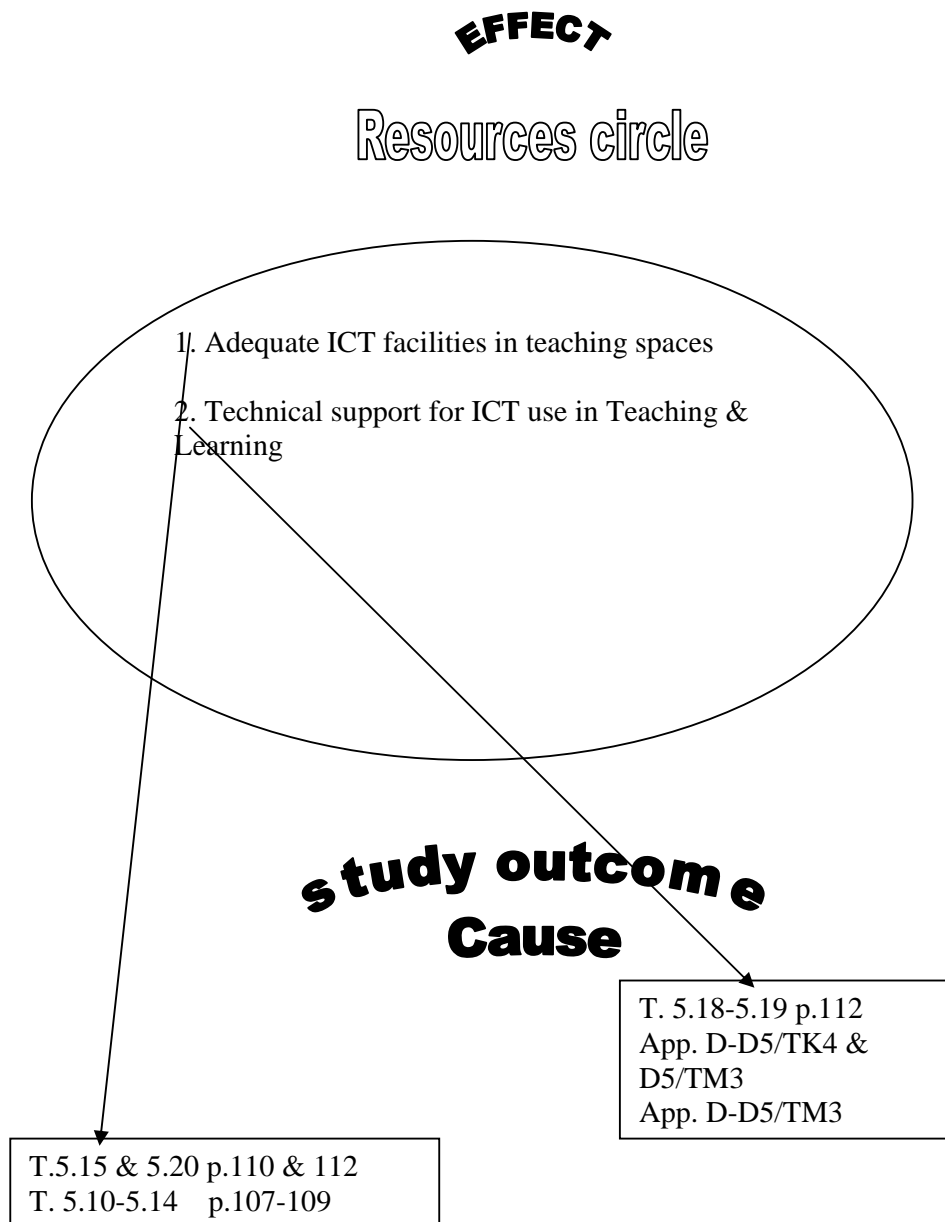 EFFECT
Resources circle
1. Adequate ICT facilities in teaching spaces
2. Technical support for ICT use in Teaching &
Learning
study outcome
Cause
T. 5.18-5.19 p.112
App. D-D5/TK4 &
D5/TM3
App. D-D5/TM3
T.5.15 & 5.20 p.110 & 112
T. 5.10-5.14 p.107-109